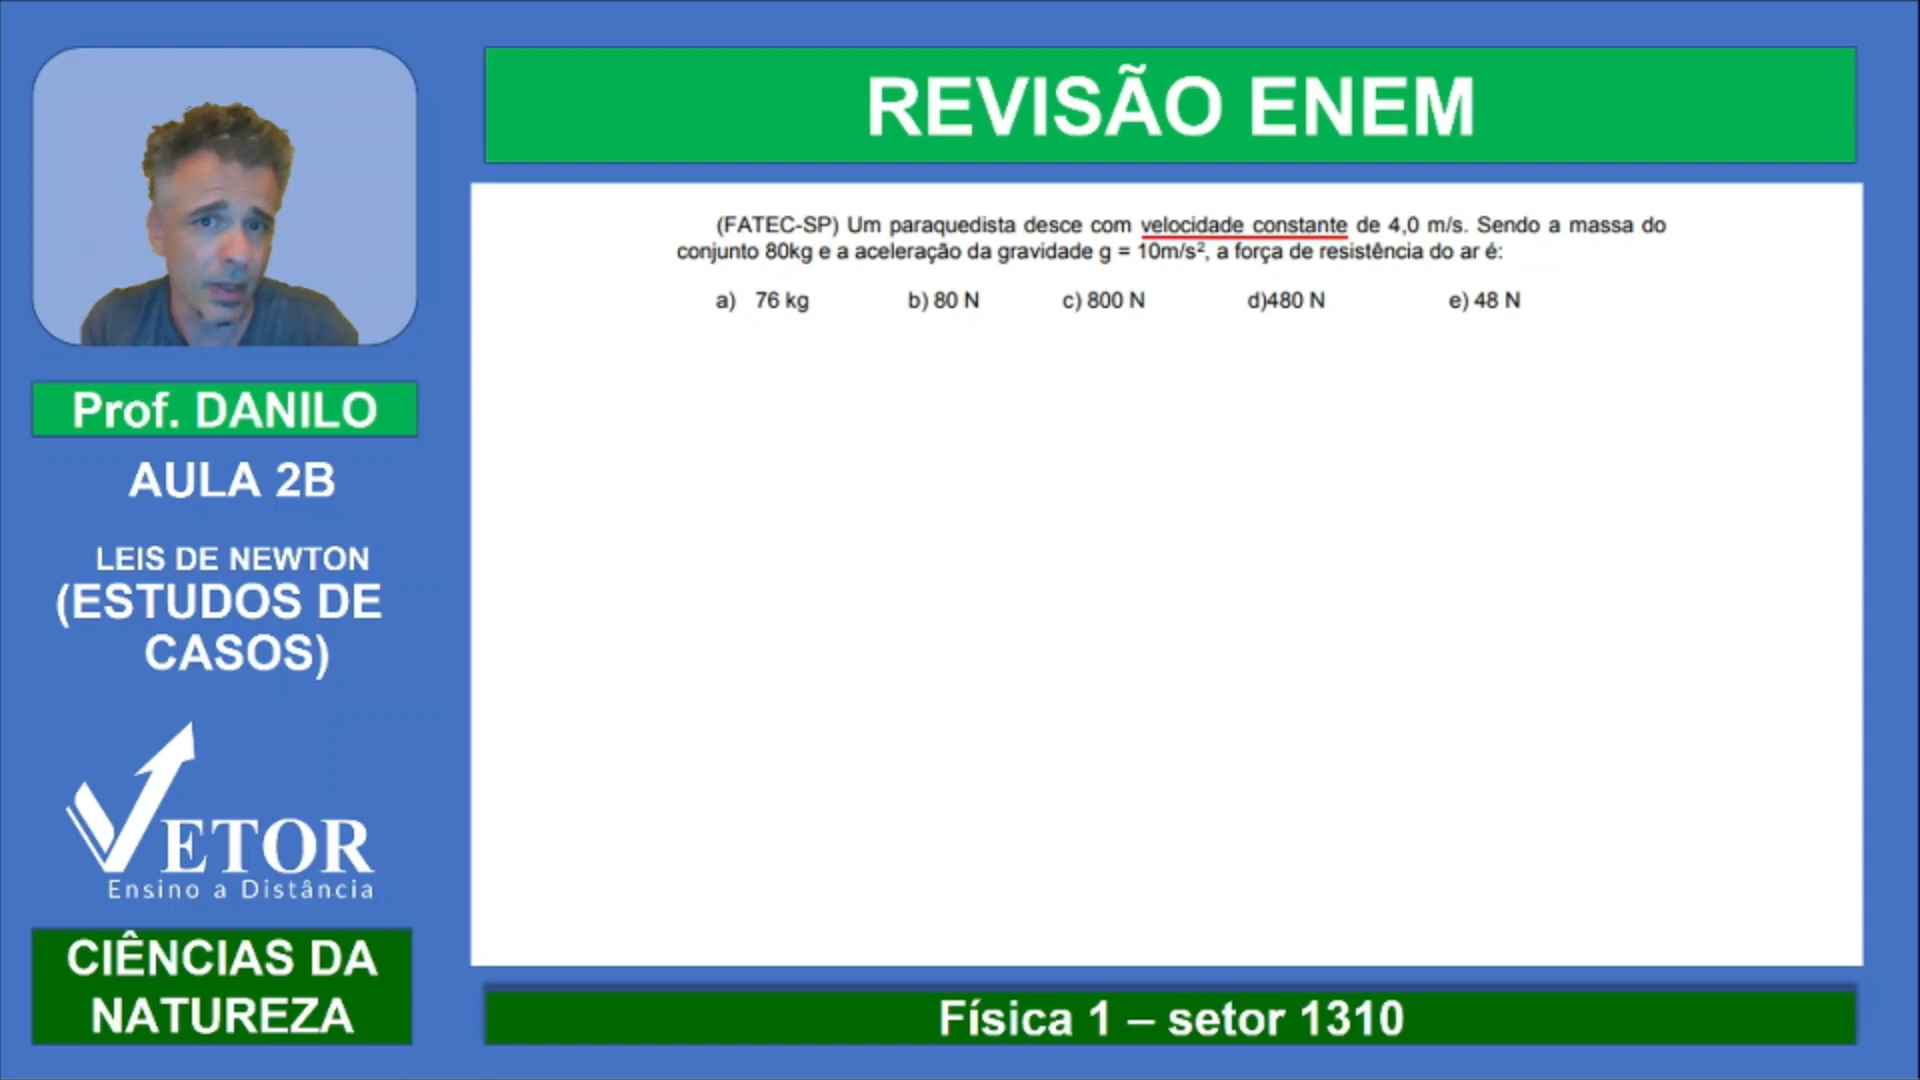 REVISÃO ENEM
(FATEC-SP) Um paraquedista desce com velocidade constante de 4,0 m/s. Sendo a massa do
conjunto 80kg e a aceleração da gravidade g = 10m/s², a força de resistência do ar é:
a) 76 kg b) 80 N c) 800 N d)480 N e) 48 N
Prof. DANILO
AULA 2B
LEIS DE NEWTON
(ESTUDOS DE
CASOS)
VETOR
Ensino a Distância
CIÊNCIAS DA
NATUREZA
Física 1 – setor 1310